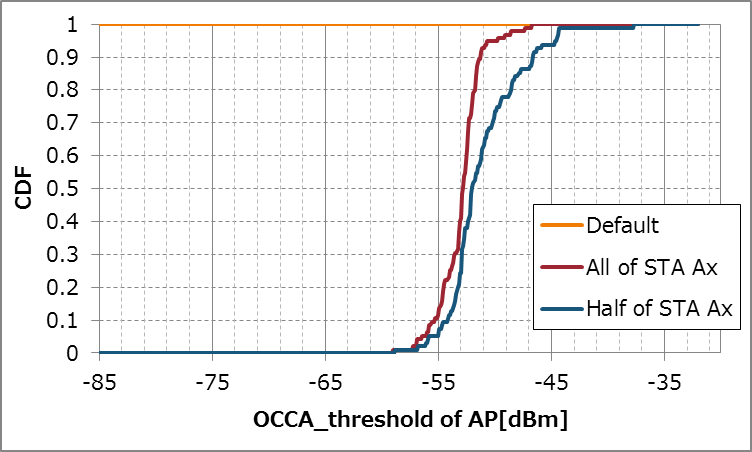 1
0.9
0.8
0.7
0.6
0.5
0.4
0.3
0.2
0.1
0
CDF
Default
All of STA Ax
Half of STA Ax
-85 -75 -65 -55 -45 -35
OCCA_threshold of AP[dBm]